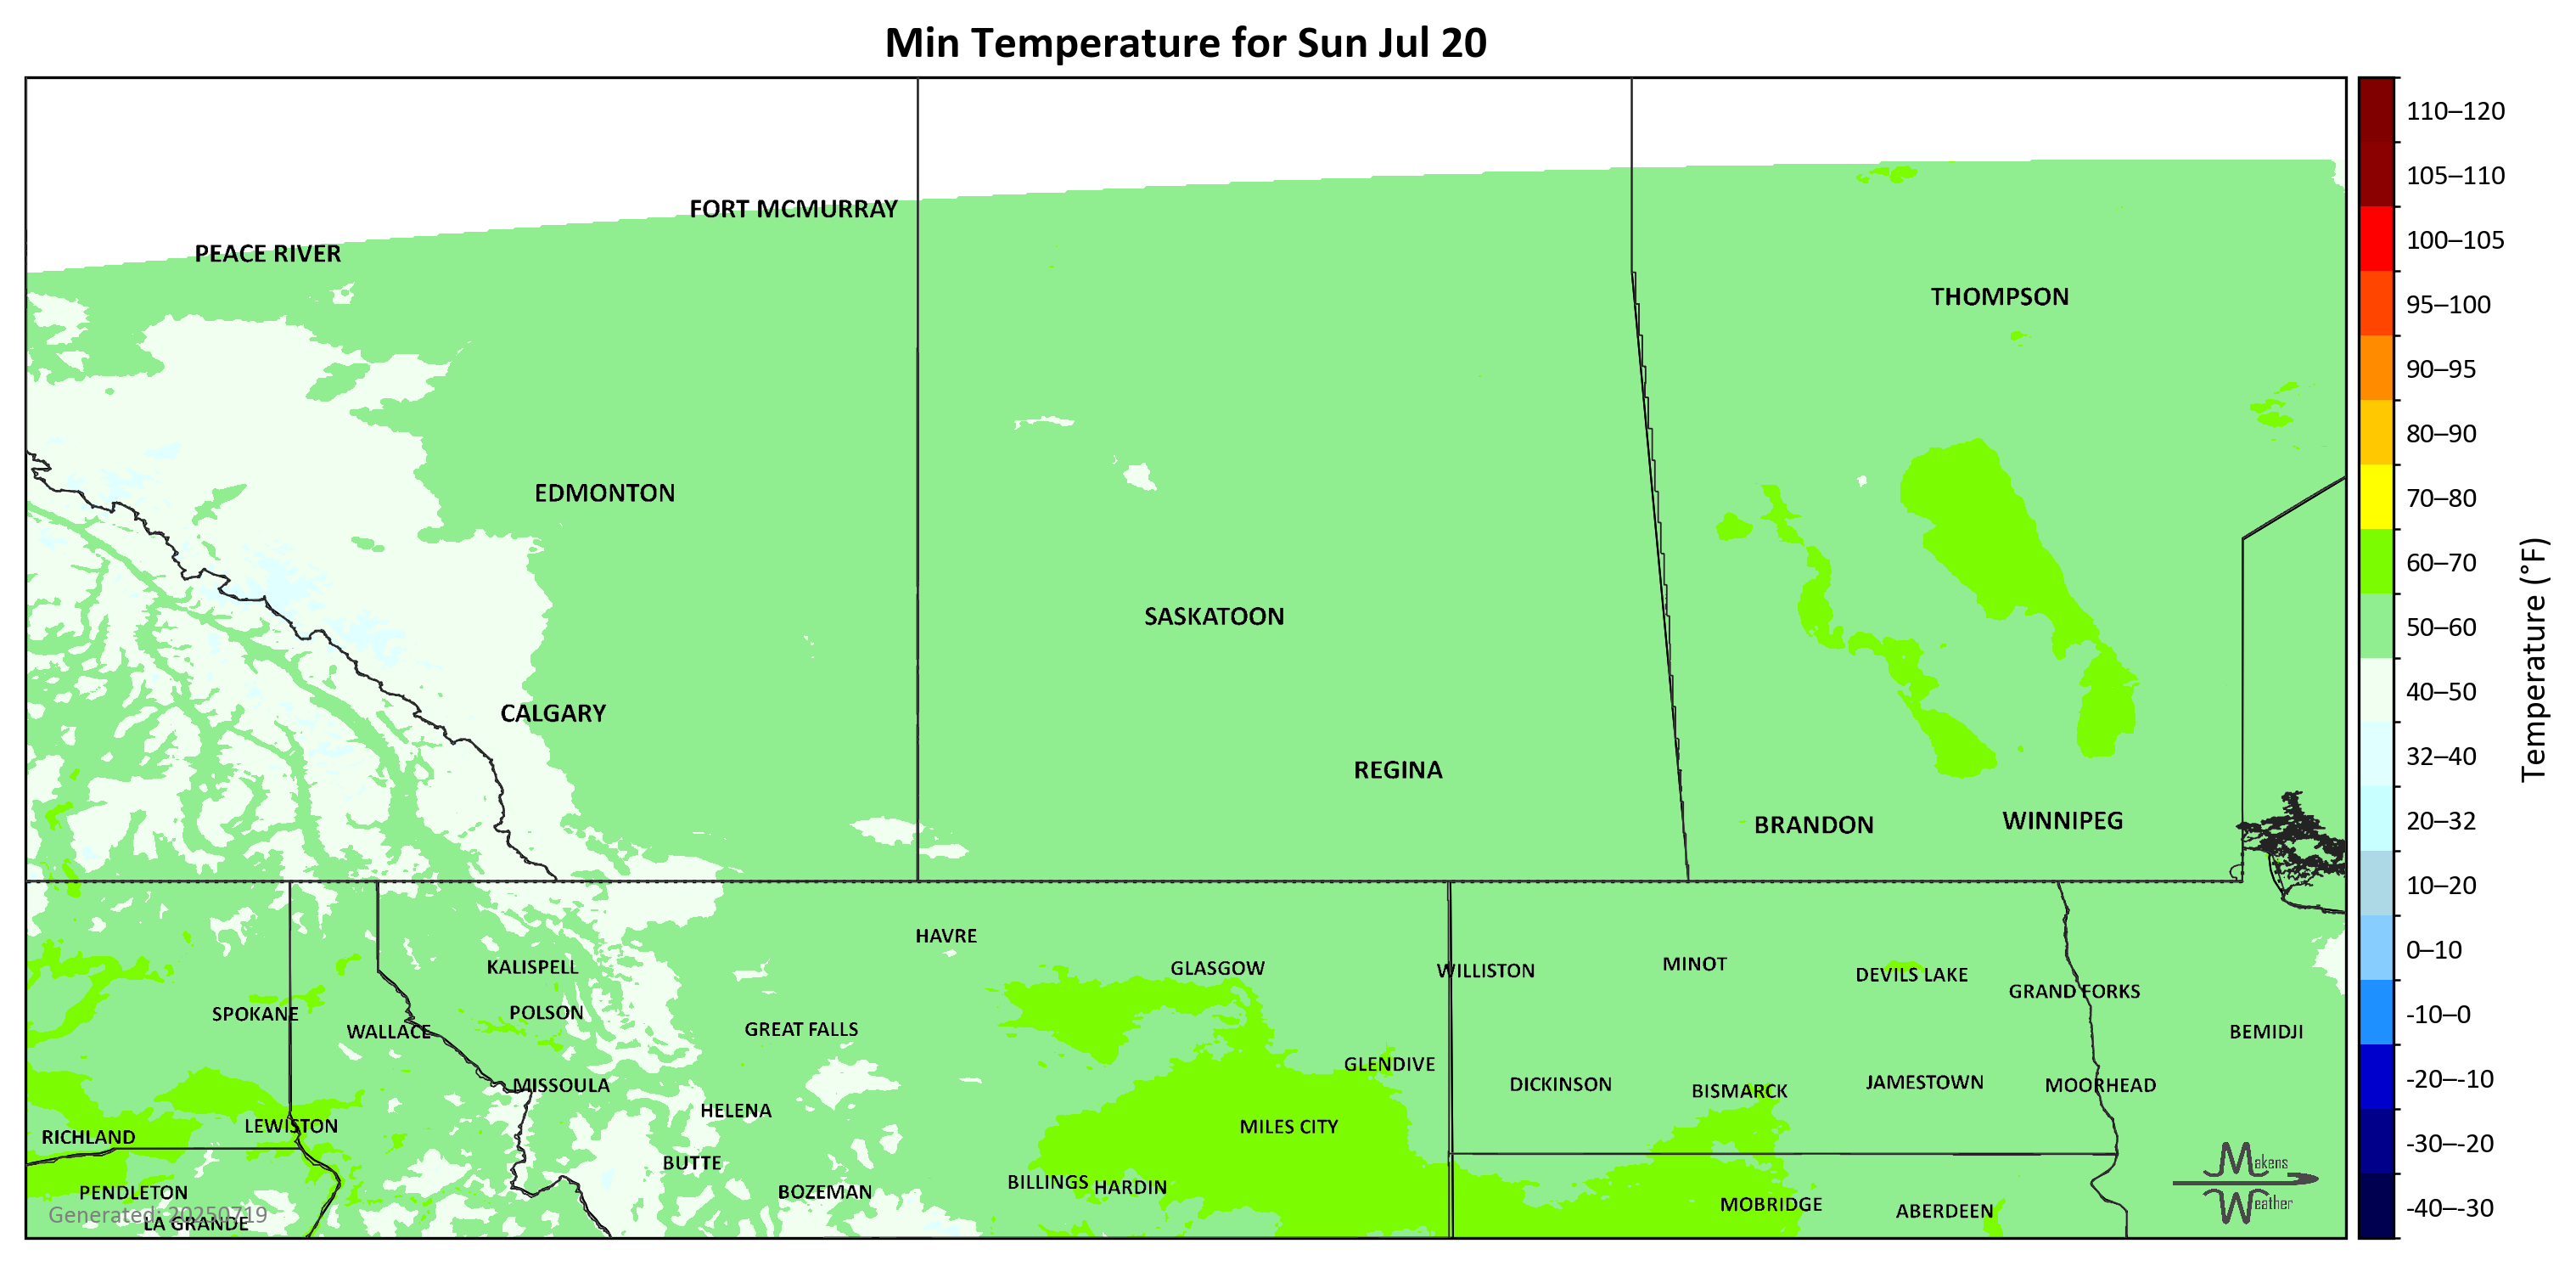 Min Temperature for Sun Jul 20
FORT MCMURRAY
PEACE RIVER
THOMPSON
EDMONTON
SASKATOON
CALGARY
REGINA
BRANDON
WINNIPEG
HAVRE
KALISPELL
GLASGOW
WILLISTON
MINOT
DEVILS LAKE
GRAND FORKS
SPOKANE
POLSON
WALLACE
GREAT FALLS
BEMIDJI
GLENDIVE
MISSOULA
DICKINSON
BISMARCK
JAMESTOWN
MOORHEAD
HELENA
LEWISTON
MILES CITY
RICHLAND
BUTTE
BILLINGS
HARDIN
BOZEMAN
PENDLETON
MOBRIDGE
ABERDEEN
Generated: 20250719
LA GRANDE
Makens
Weather
110–120
105–110
100–105
95–100
90–95
80–90
70–80
60–70
50–60
40–50
32–40
20–32
10–20
0–10
-10–0
-20–-10
-30–-20
-40–-30
Temperature (°F)